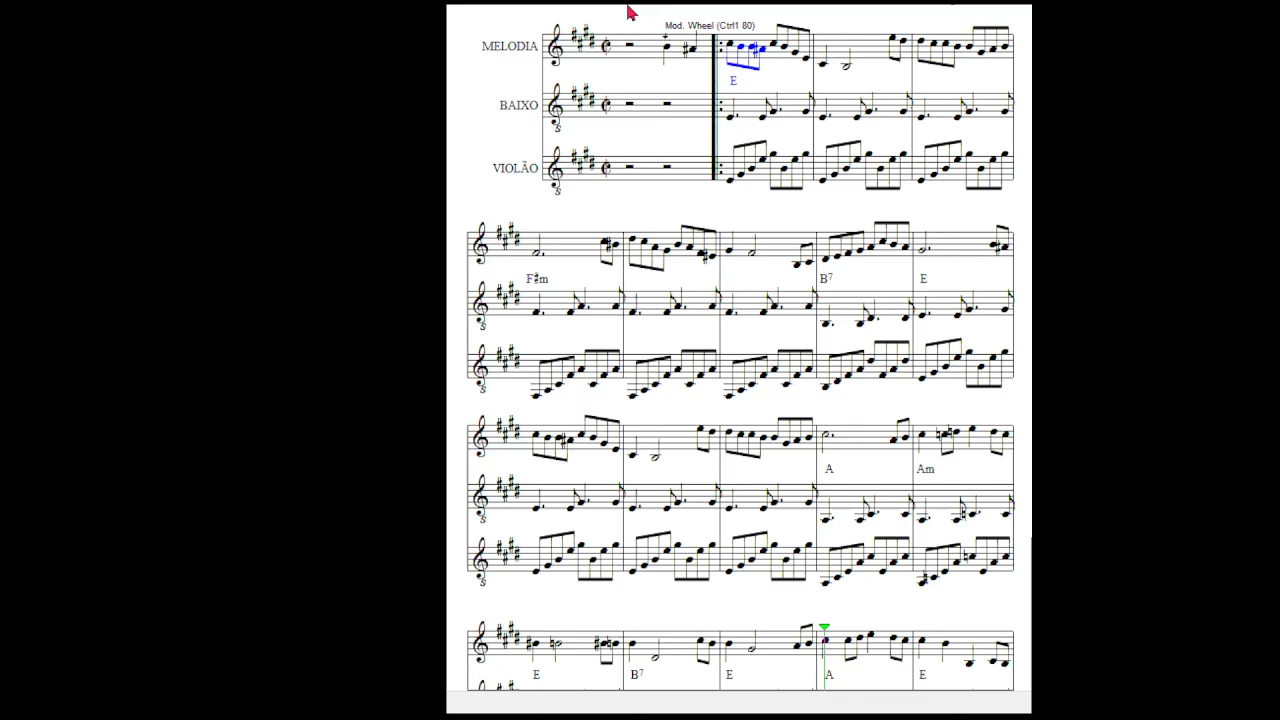 Mod. Wheel (Ctrl1 80)
MELODIA
E
BAIXO
VIOLÃO
F#m B7 E
A Am
E B7 E A E